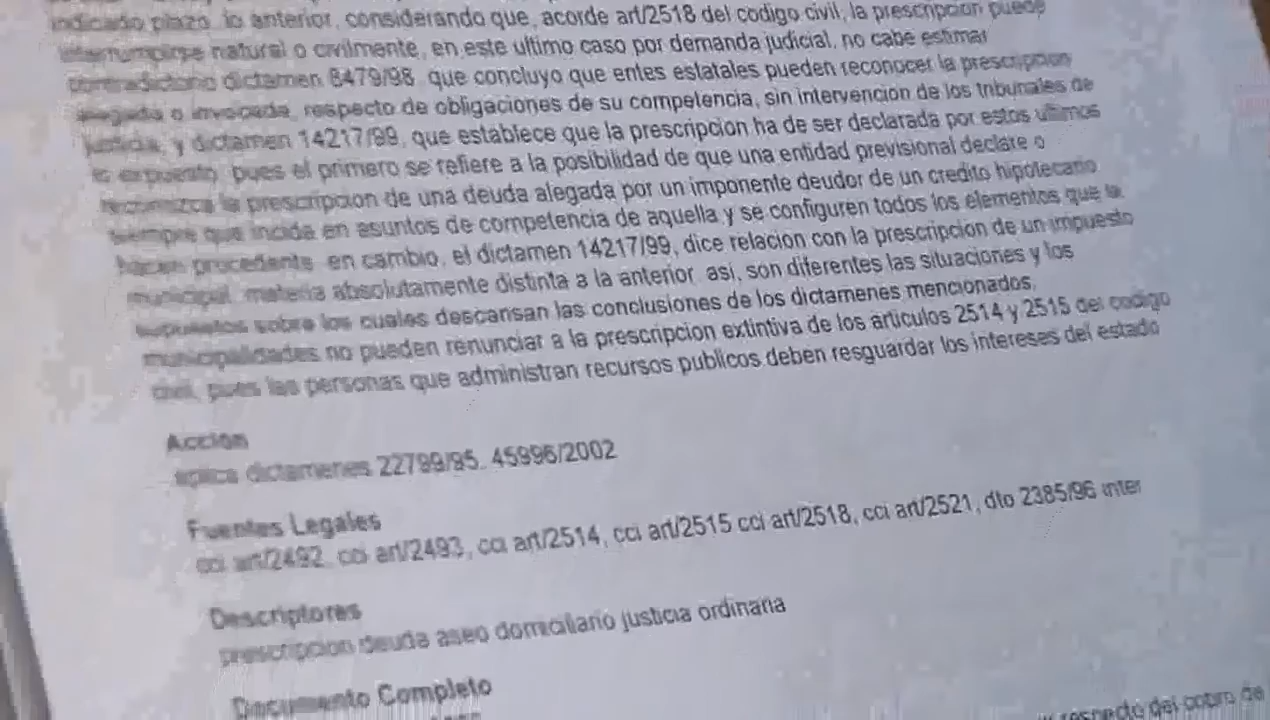 indicado plazo. lo anterior, considerando que, acorde art/2518 del codigo civil, la prescripcion puede
interrumpirse natural o civilmente, en este ultimo caso por demanda judicial, no cabe estimar
contradictorio dictamen 8479/98, que concluyo que entes estatales pueden reconocer la prescripcion
alegada o invocada, respecto de obligaciones de su competencia, sin intervencion de los tribunales de
justicia, y dictamen 14217/99, que establece que la prescripcion ha de ser declarada por estos ultimos
lo expuesto, pues el primero se refiere a la posibilidad de que una entidad previsional declare o
reconozca la prescripcion de una deuda alegada por un imponente deudor de un credito hipotecario
siempre que incida en asuntos de competencia de aquella y se configuren todos los elementos que la
hacen procedente. en cambio, el dictamen 14217/99, dice relacion con la prescripcion de un impuesto
municipal, materia absolutamente distinta a la anterior. asi, son diferentes las situaciones y los
supuestos sobre los cuales descansan las conclusiones de los dictamenes mencionados.
municipalidades no pueden renunciar a la prescripcion extintiva de los articulos 2514 y 2515 del codigo
civil, pues las personas que administran recursos publicos deben resguardar los intereses del estado
Acción
aplica dictamenes 22799/95, 45996/2002
Fuentes Legales
cci art/2492, cci art/2493, cci art/2514, cci art/2515 cci art/2518, cci art/2521, dto 2385/96 inter
Descriptores
prescripcion deuda aseo domiciliario justicia ordinaria
Documento Completo
respecto del cobro de